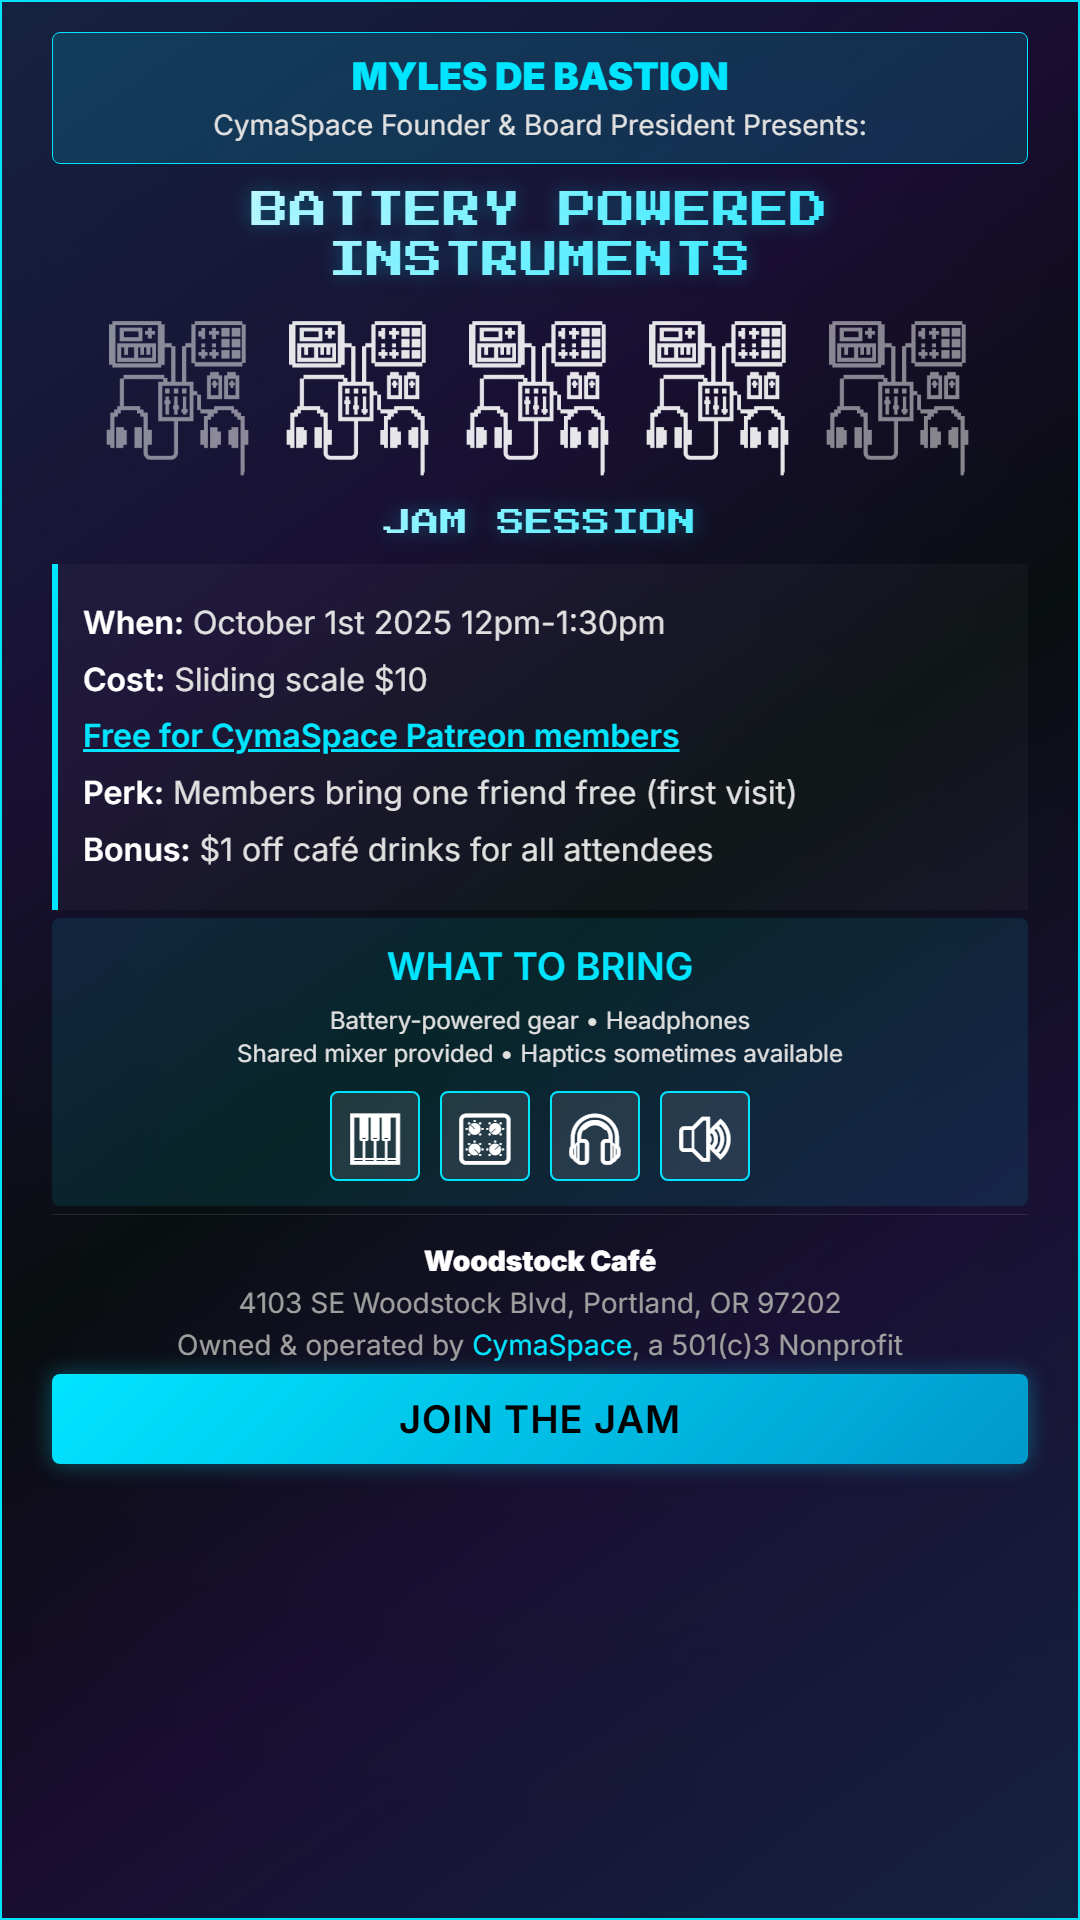 MYLES DE BASTION
CymaSpace Founder & Board President Presents:
BATTERY POWERED
INSTRUMENTS
JAM SESSION
When: October 1st 2025 12pm-1:30pm
Cost: Sliding scale $10
Free for CymaSpace Patreon members
Perk: Members bring one friend free (first visit)
Bonus: $1 off café drinks for all attendees
WHAT TO BRING
Battery-powered gear • Headphones
Shared mixer provided • Haptics sometimes available
Woodstock Café
4103 SE Woodstock Blvd, Portland, OR 97202
Owned & operated by CymaSpace, a 501(c)3 Nonprofit
JOIN THE JAM